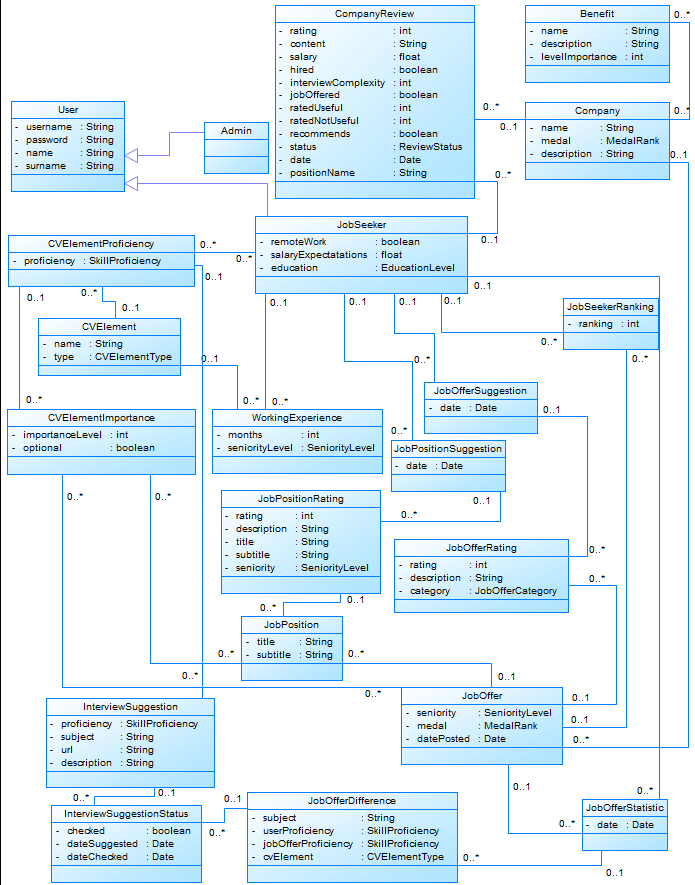 CompanyReview
- rating : int
- content : String
- salary : float
- hired : boolean
- interviewComplexity : int
- jobOffered : boolean
- ratedUseful : int
- ratedNotUseful : int
- recommends : boolean
- status : ReviewStatus
- date : Date
- positionName : String
Benefit
- name : String
- description : String
- levelImportance : int
0..*
0..*
Company
- name : String
- medal : MedalRank
- description : String
0..*
0..1
0..1
User
- username : String
- password : String
- name : String
- surname : String
Admin
0..*
0..1
JobSeeker
- remoteWork : boolean
- salaryExpectatations : float
- education : EducationLevel
CVElementProficiency
- proficiency : SkillProficiency
0..*
0..*
0..1
0..1
0..*
0..1
0..1
0..1
0..1
0..1
0..1
0..1
JobSeekerRanking
- ranking : int
0..*
0..*
CVElement
- name : String
- type : CVElementType
0..1
0..*
0..*
0..*
0..*
0..*
JobOfferSuggestion
- date : Date
0..1
CVElementImportance
- importanceLevel : int
- optional : boolean
WorkingExperience
- months : int
- seniorityLevel : SeniorityLevel
0..*
JobPositionSuggestion
- date : Date
0..1
0..*
0..*
JobPositionRating
- rating : int
- description : String
- title : String
- subtitle : String
- seniority : SeniorityLevel
0..*
0..1
0..*
JobOfferRating
- rating : int
- description : String
- category : JobOfferCategory
0..*
0..*
JobPosition
- title : String
- subtitle : String
0..*
0..*
0..1
0..*
0..*
JobOffer
- seniority : SeniorityLevel
- medal : MedalRank
- datePosted : Date
0..1
0..1
0..*
0..1
InterviewSuggestion
- proficiency : SkillProficiency
- subject : String
- url : String
- description : String
0..*
0..1
InterviewSuggestionStatus
- checked : boolean
- dateSuggested : Date
- dateChecked : Date
0..1
0..*
JobOfferDifference
- subject : String
- userProficiency : SkillProficiency
- jobOfferProficiency : SkillProficiency
- cvElement : CVElementType
0..*
0..*
0..*
JobOfferStatistic
- date : Date
0..1